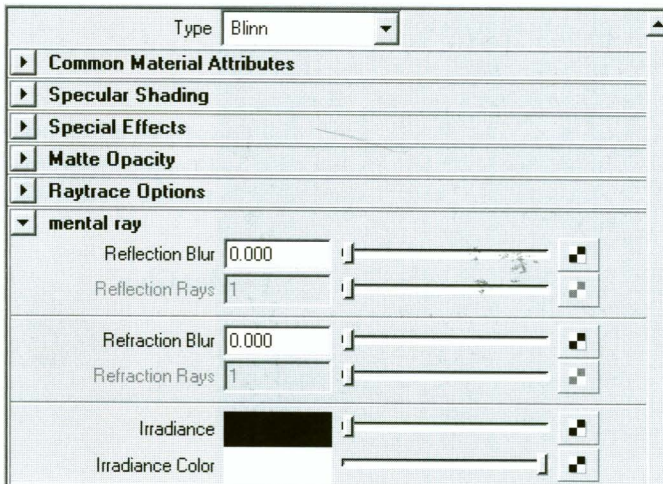 Type Blinn
Common Material Attributes
Specular Shading
Special Effects
Matte Opacity
Raytrace Options
mental ray
Reflection Blur 0.000
Reflection Rays 1
Refraction Blur 0.000
Refraction Rays 1
Irradiance
Irradiance Color